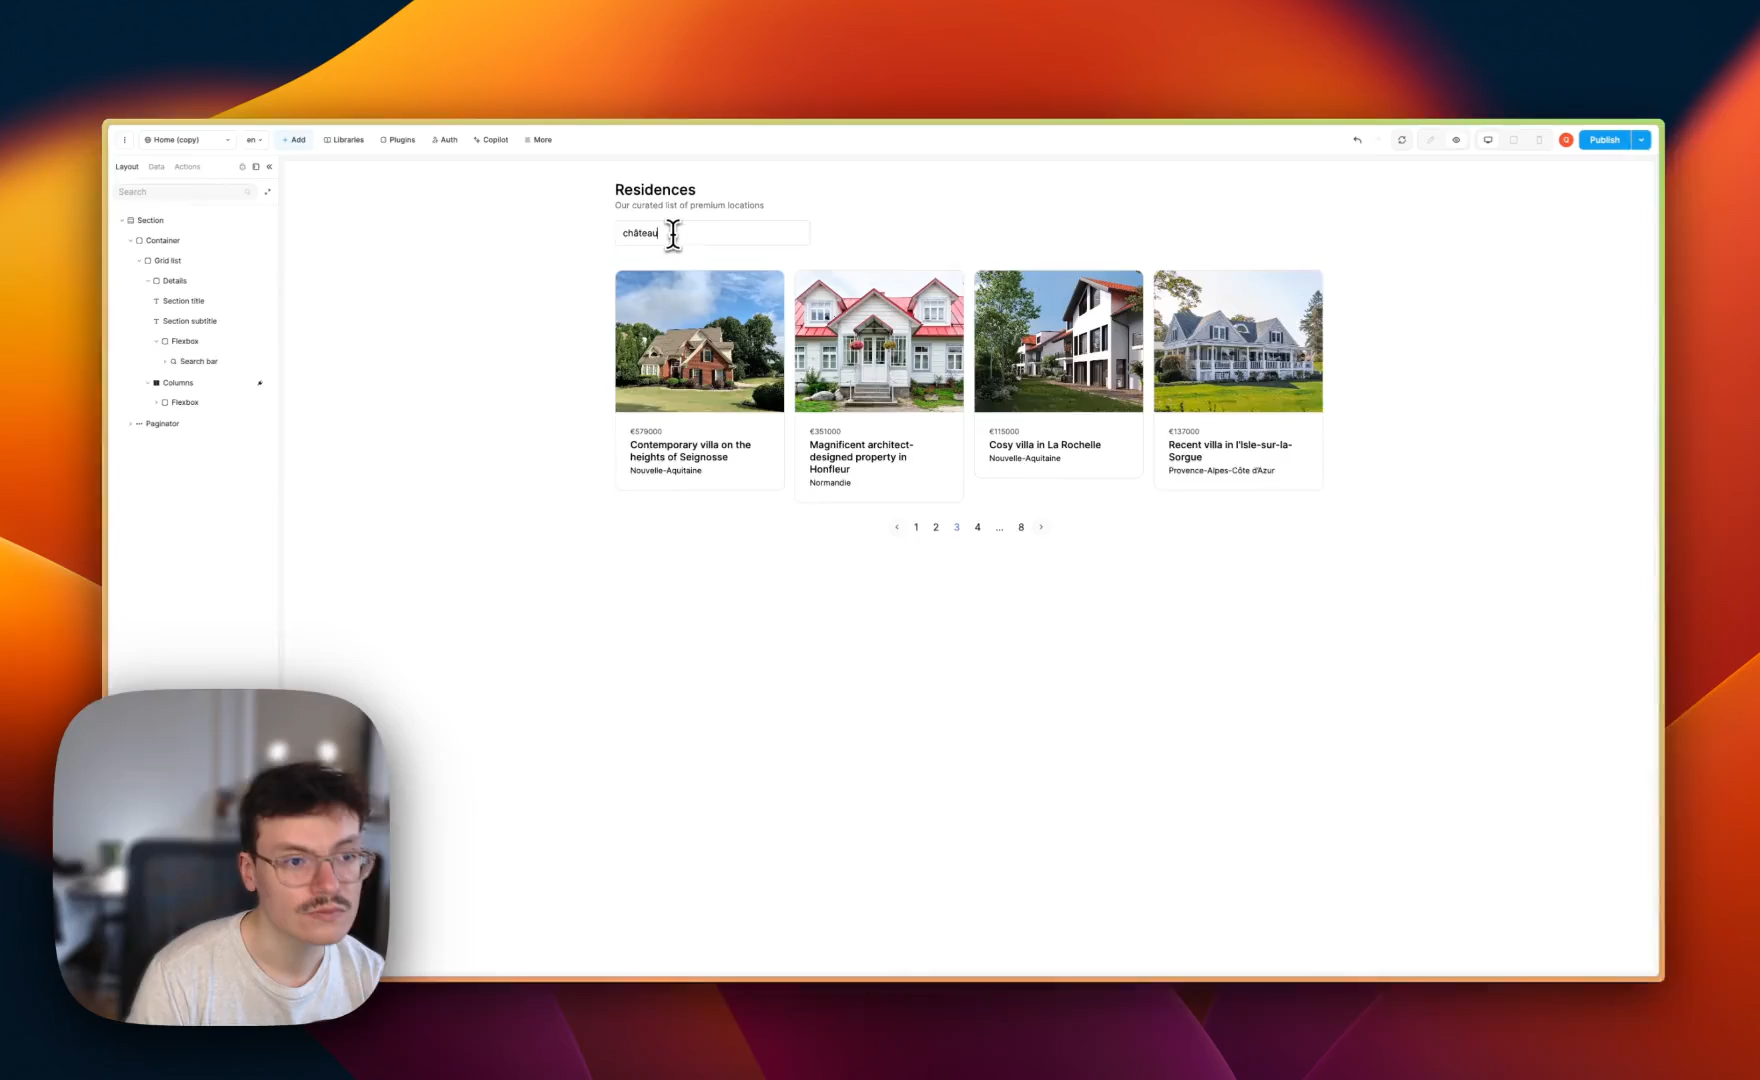 Home (copy)
en
+ Add
Libraries
Plugins
Auth
Copilot
More
Publish
Layout
Data
Actions
Search
Section
Container
Grid list
Details
Section title
Section subtitle
Flexbox
Search bar
Columns
Flexbox
Paginator
Residences
Our curated list of premium locations
château
€579000
Contemporary villa on the
heights of Seignosse
Nouvelle-Aquitaine
€351000
Magnificent architect-
designed property in
Honfleur
Normandie
€115000
Cosy villa in La Rochelle
Nouvelle-Aquitaine
€137000
Recent villa in l'Isle-sur-la-
Sorgue
Provence-Alpes-Côte d'Azur
< 1 2 3 4 ... 8 >